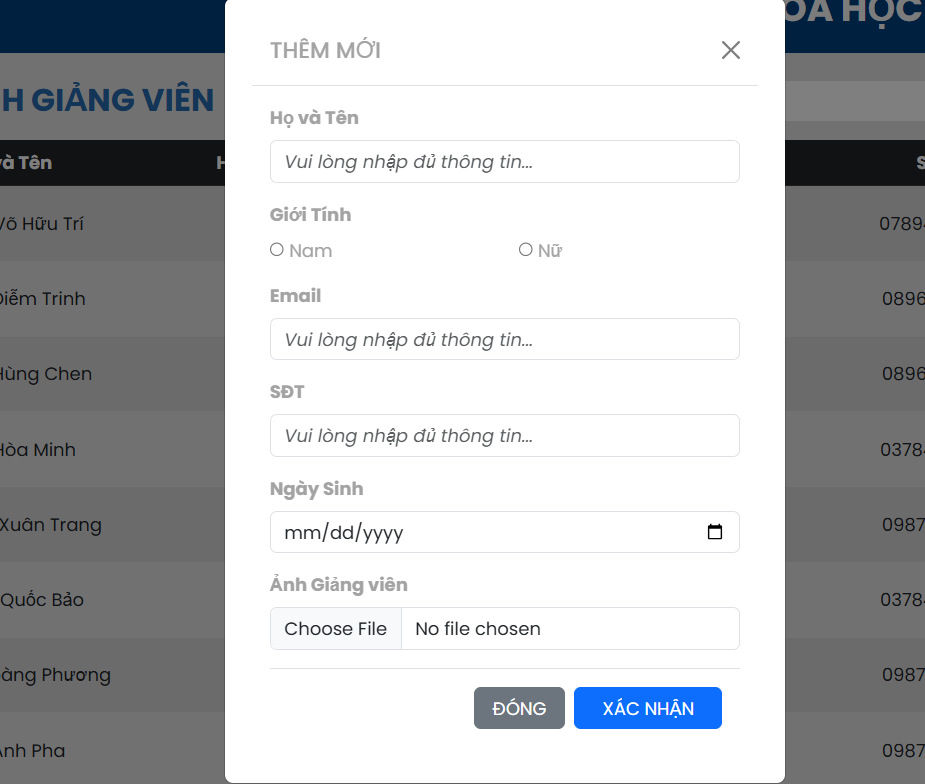 OA HỌC
THÊM MỚI
H GIẢNG VIÊN
Họ và Tên
và Tên
Vui lòng nhập đủ thông tin...
Võ Hữu Trí
Giới Tính
0789
Nam
Nữ
Diễm Trinh
Email
0896
Vui lòng nhập đủ thông tin...
Hùng Chen
0896
SĐT
Hòa Minh
Vui lòng nhập đủ thông tin...
0378
Ngày Sinh
Xuân Trang
mm/dd/yyyy
0987
Quốc Bảo
Ảnh Giảng viên
0378
Choose File No file chosen
àng Phương
0987
ĐÓNG
XÁC NHẬN
Anh Pha
0987